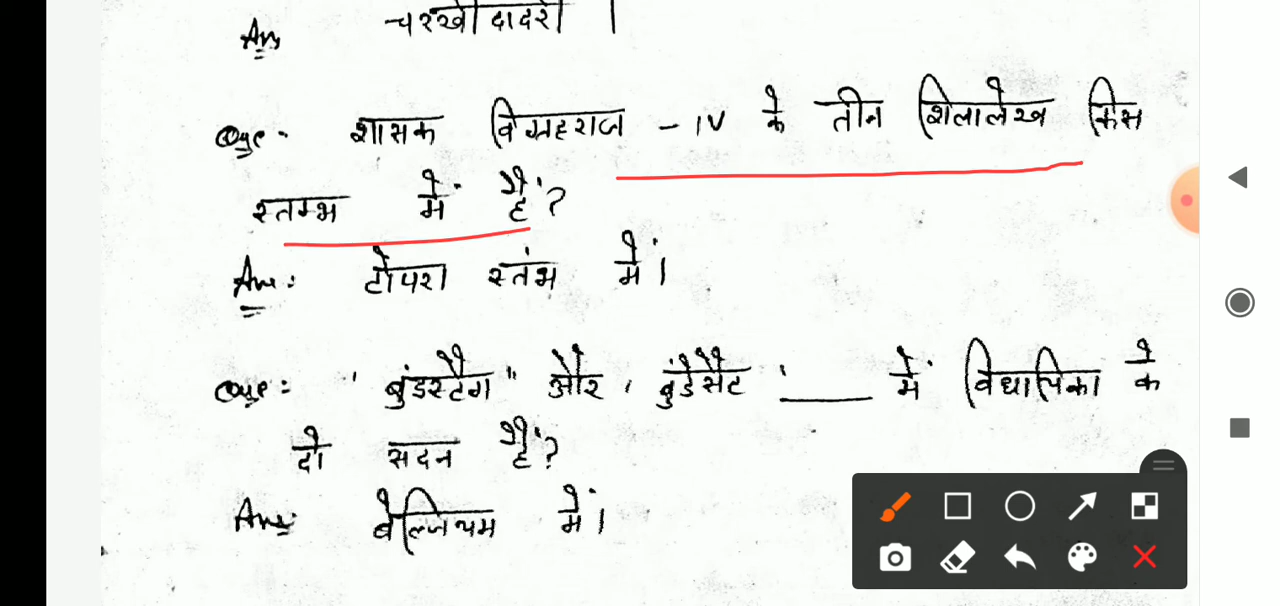 Ans चरखी दादरी ।
Que:- शासक विग्रहराज - IV के तीन शिलालेख किस
स्तम्भ में हैं?
Ans: टोपरा स्तंभ में।
Que: "बुंडस्टैग" और "बुंडेसैट" ____ में विधायिका के
दो सदन हैं?
Ans: बेल्जियम में।